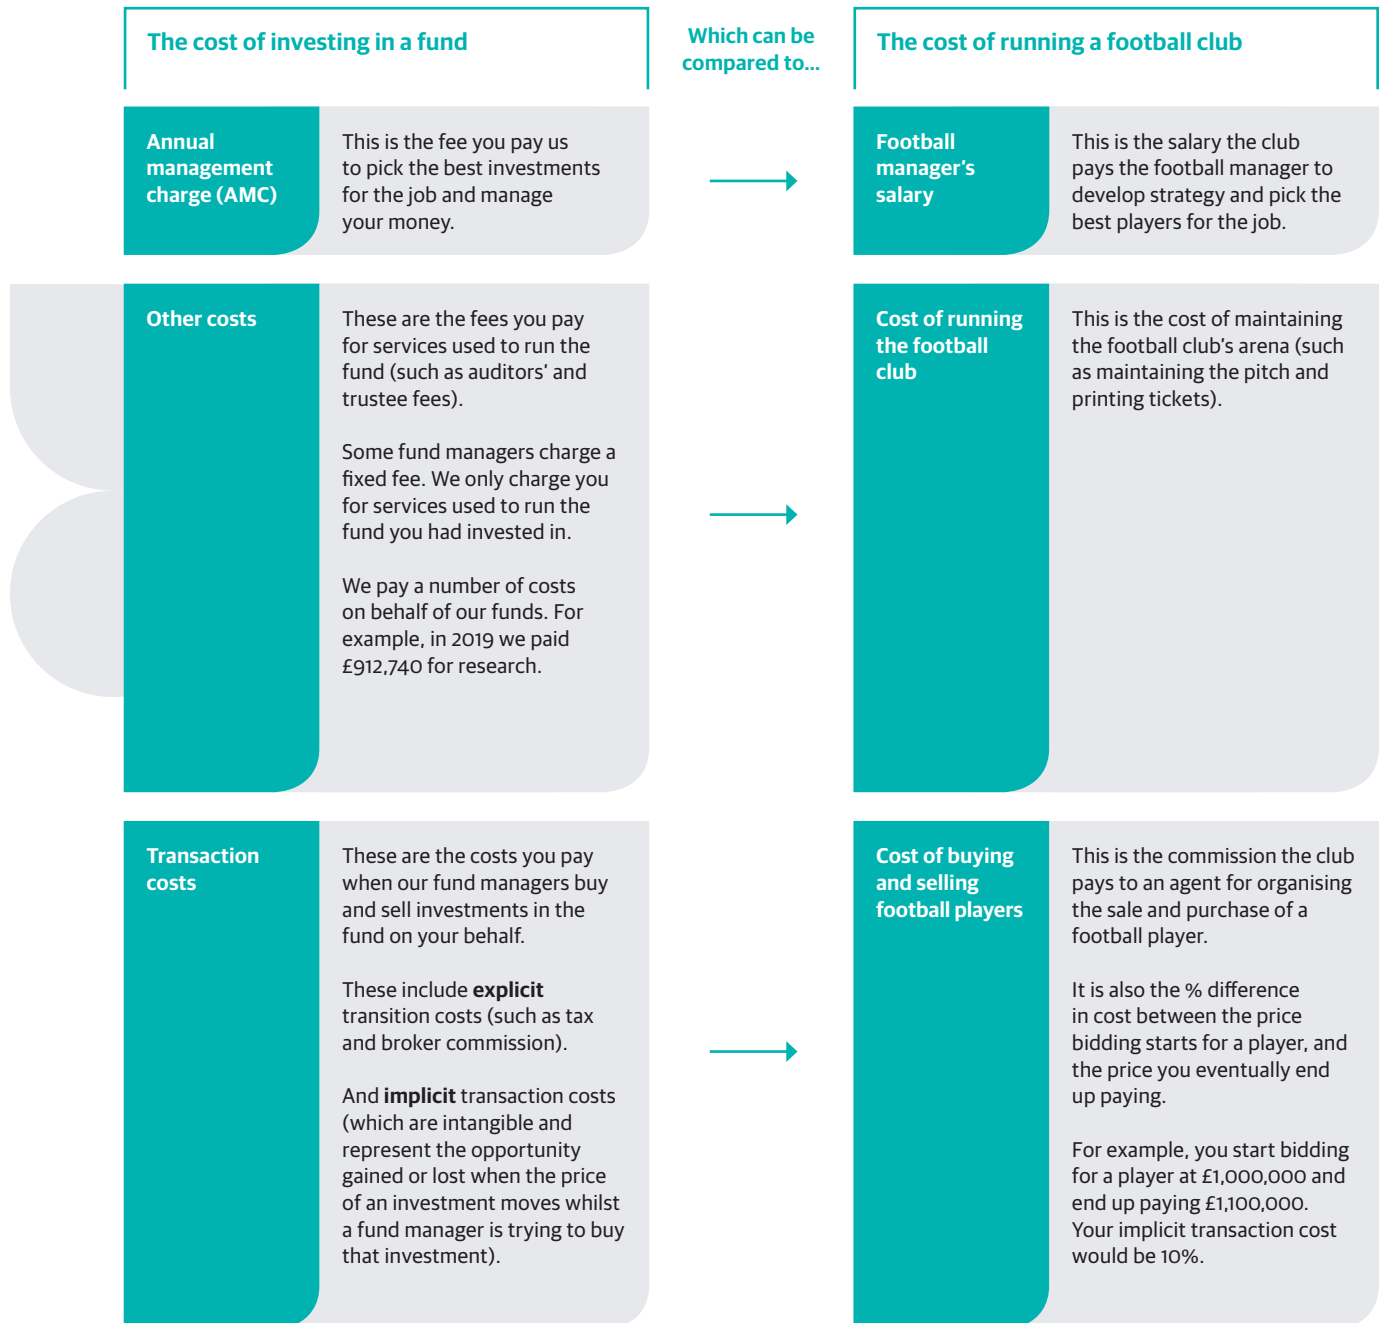 The cost of investing in a fund
Which can be
compared to...
The cost of running a football club
Annual
management
charge (AMC)
This is the fee you pay us
to pick the best investments
for the job and manage
your money.
Football
manager's
salary
This is the salary the club
pays the football manager to
develop strategy and pick the
best players for the job.
Other costs
These are the fees you pay
for services used to run the
fund (such as auditors' and
trustee fees).
Some fund managers charge a
fixed fee. We only charge you
for services used to run the
fund you had invested in.
We pay a number of costs
on behalf of our funds. For
example, in 2019 we paid
£912,740 for research.
Cost of running
the football
club
This is the cost of maintaining
the football club's arena (such
as maintaining the pitch and
printing tickets).
Transaction
costs
These are the costs you pay
when our fund managers buy
and sell investments in the
fund on your behalf.
These include explicit
transition costs (such as tax
and broker commission).
And implicit transaction costs
(which are intangible and
represent the opportunity
gained or lost when the price
of an investment moves whilst
a fund manager is trying to buy
that investment).
Cost of buying
and selling
football players
This is the commission the club
pays to an agent for organising
the sale and purchase of a
football player.
It is also the % difference
in cost between the price
bidding starts for a player, and
the price you eventually end
up paying.
For example, you start bidding
for a player at £1,000,000 and
end up paying £1,100,000.
Your implicit transaction cost
would be 10%.